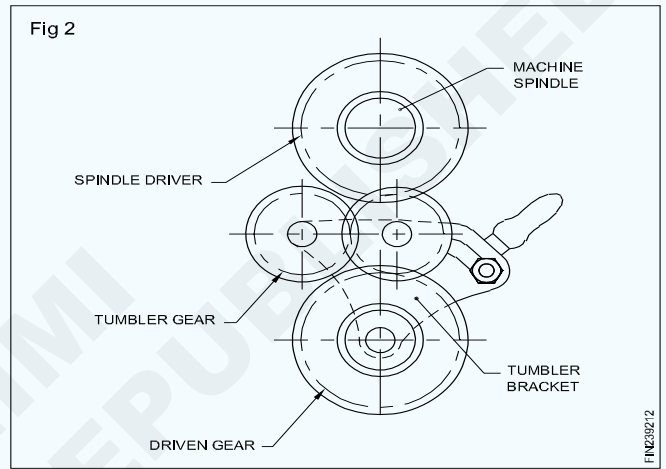 Fig 2
MACHINE
SPINDLE
SPINDLE DRIVER
TUMBLER GEAR
TUMBLER
BRACKET
DRIVEN GEAR
FIN239212